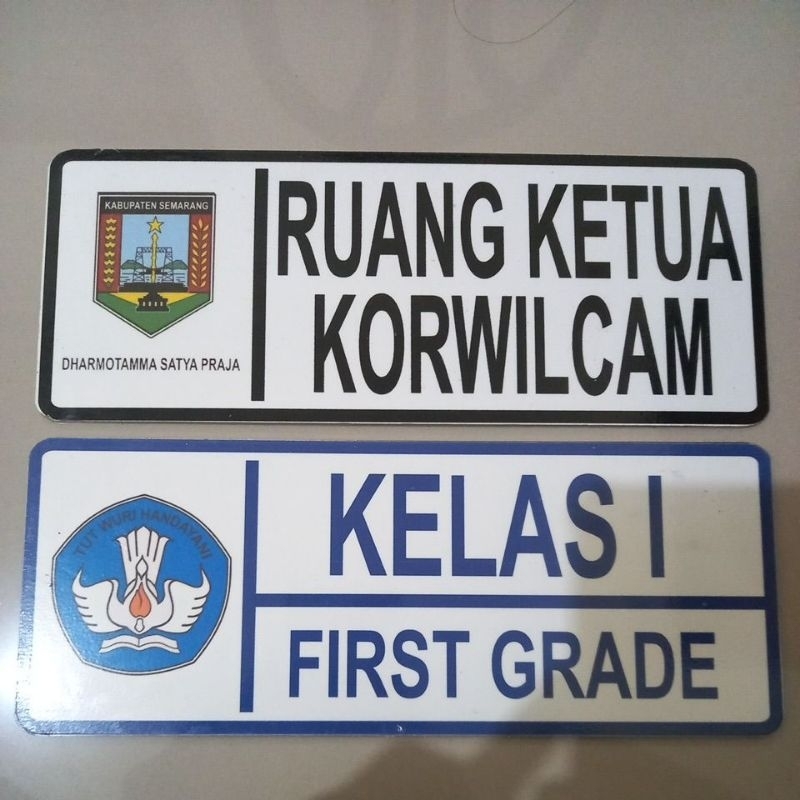 KABUPATEN SEMARANG
DHARMOTAMMA SATYA PRAJA
RUANG KETUA
KORWILCAM
TUT WURI HANDAYANI
KELAS I
FIRST GRADE